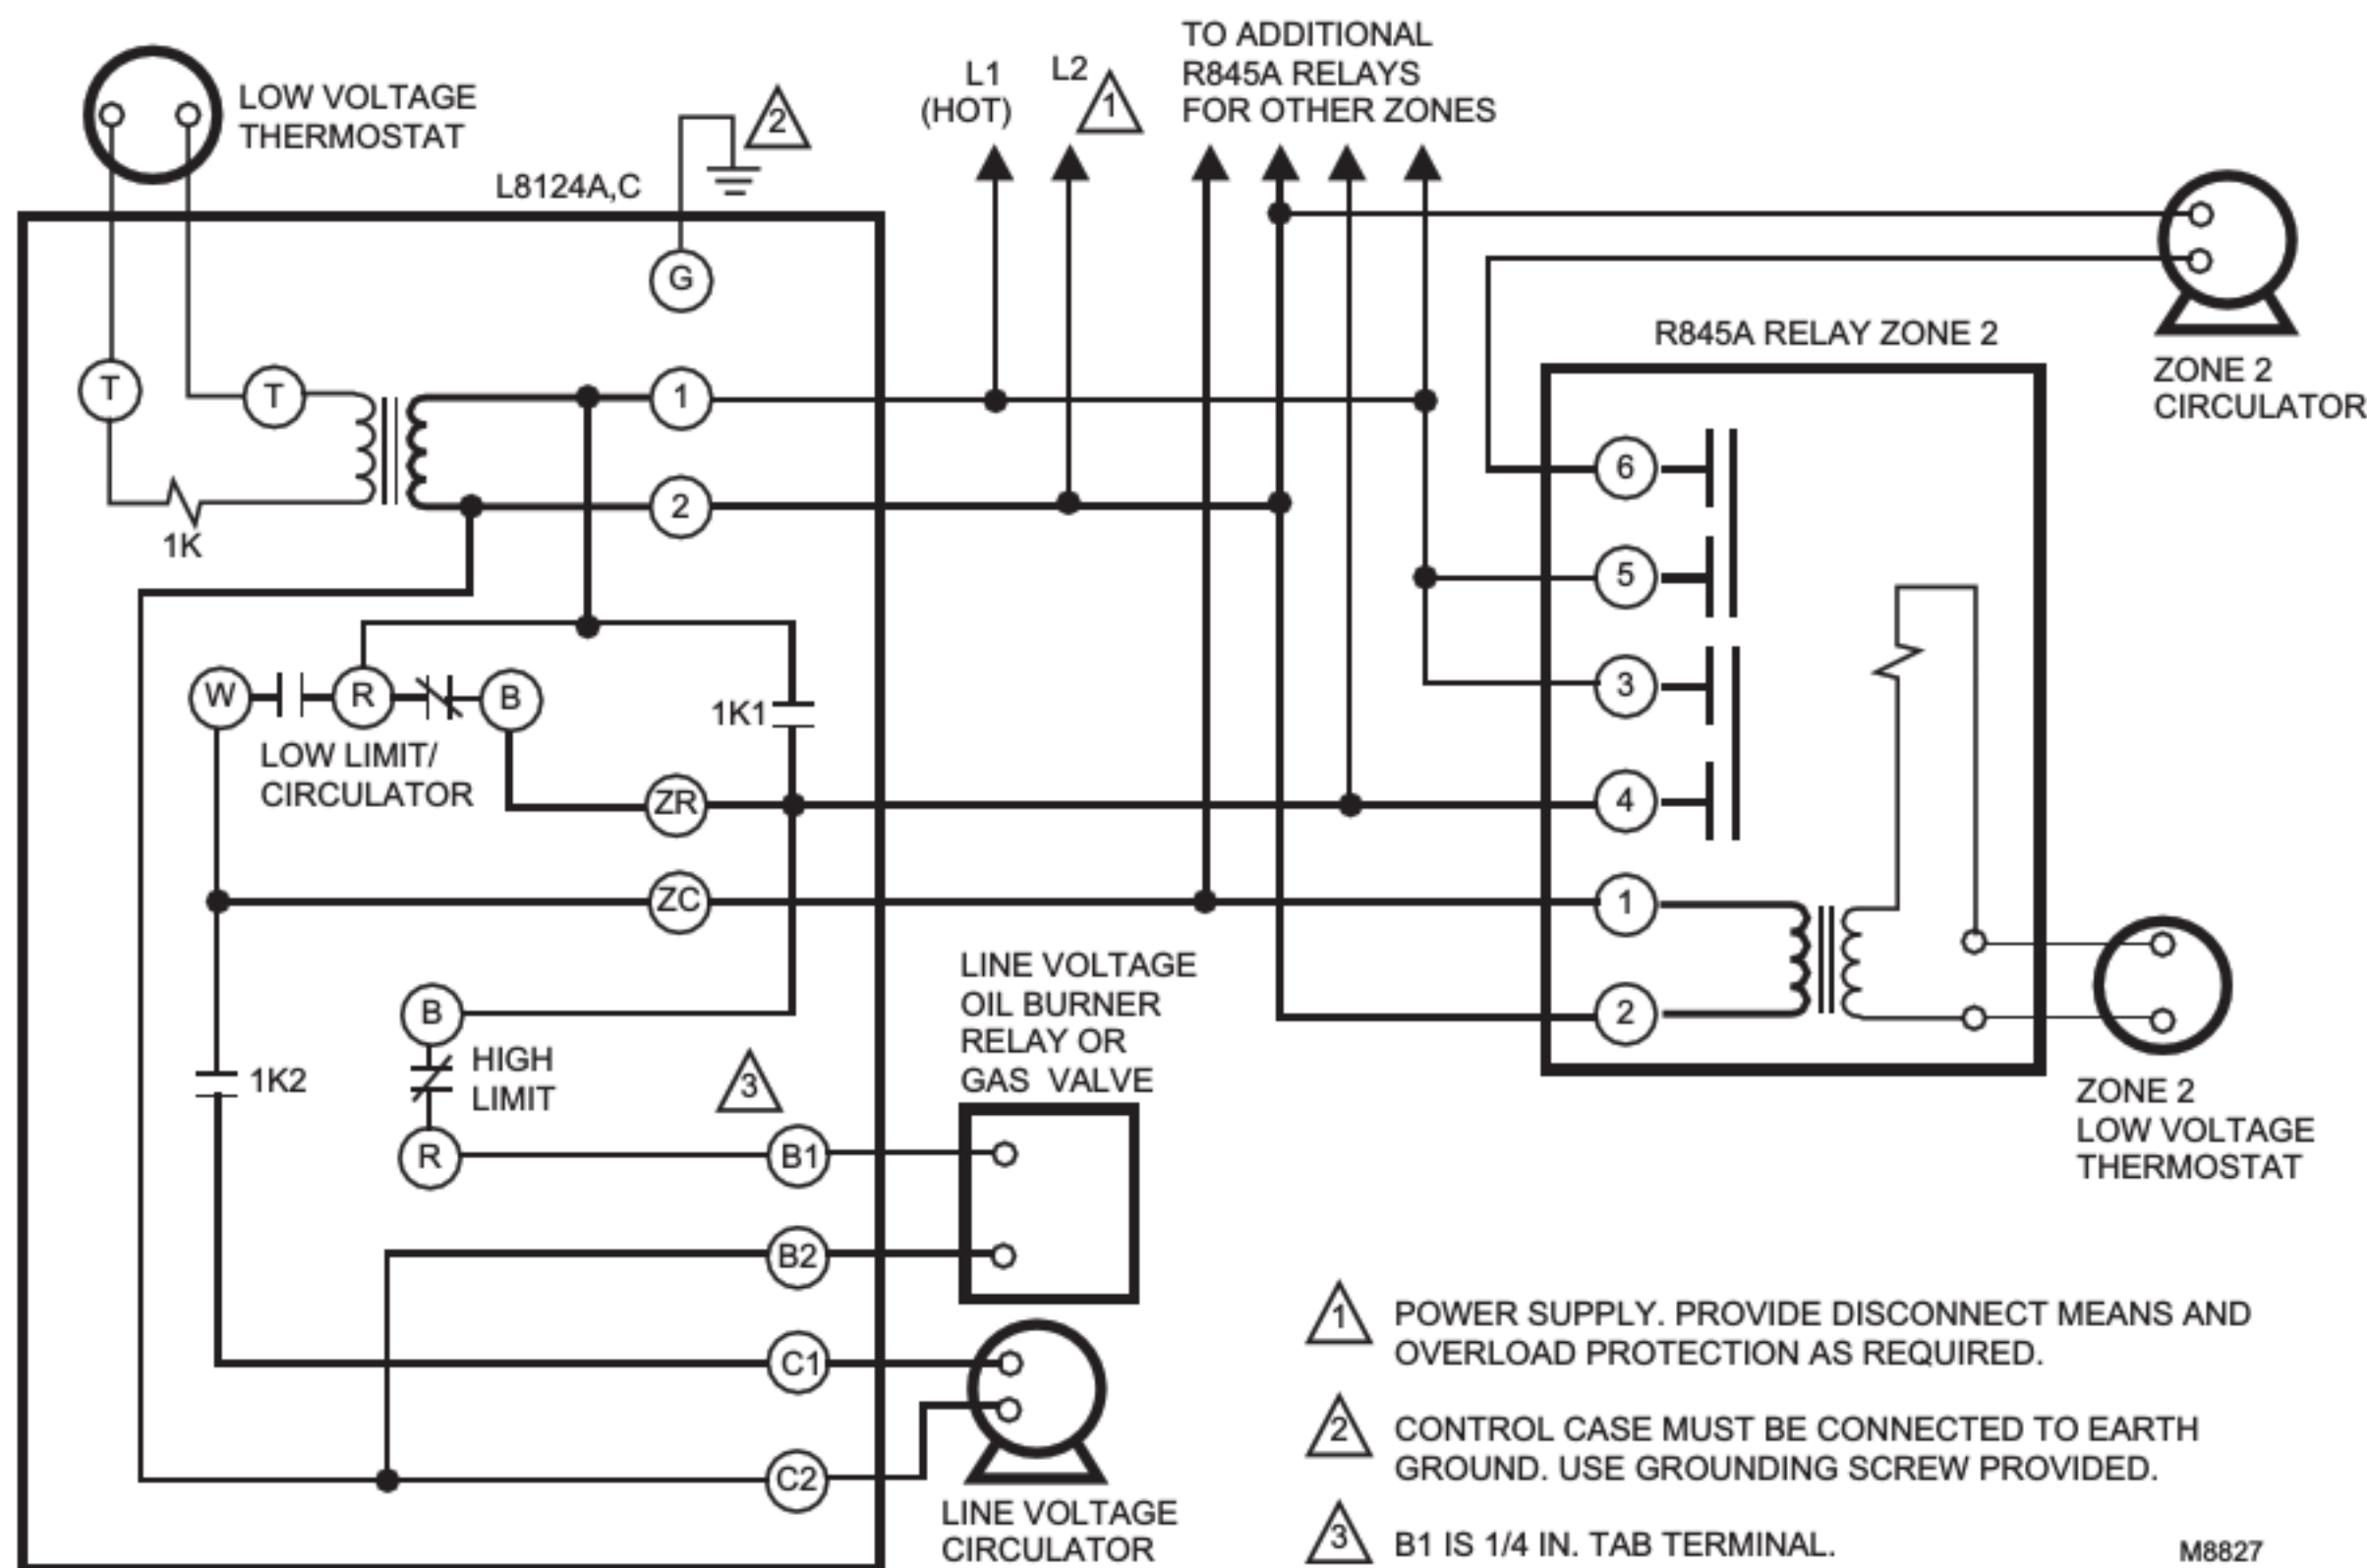 LOW VOLTAGE
THERMOSTAT
L8124A,C
2
L1
(HOT)
L2
1
TO ADDITIONAL
R845A RELAYS
FOR OTHER ZONES
G
T
T
1K
1
2
R845A RELAY ZONE 2
ZONE 2
CIRCULATOR
6
5
3
4
1
2
W
R
B
1K1
LOW LIMIT/
CIRCULATOR
ZR
ZC
B
HIGH
LIMIT
R
1K2
3
LINE VOLTAGE
OIL BURNER
RELAY OR
GAS VALVE
B1
B2
C1
C2
LINE VOLTAGE
CIRCULATOR
ZONE 2
LOW VOLTAGE
THERMOSTAT
1 POWER SUPPLY. PROVIDE DISCONNECT MEANS AND
OVERLOAD PROTECTION AS REQUIRED.
2 CONTROL CASE MUST BE CONNECTED TO EARTH
GROUND. USE GROUNDING SCREW PROVIDED.
3 B1 IS 1/4 IN. TAB TERMINAL.
M8827